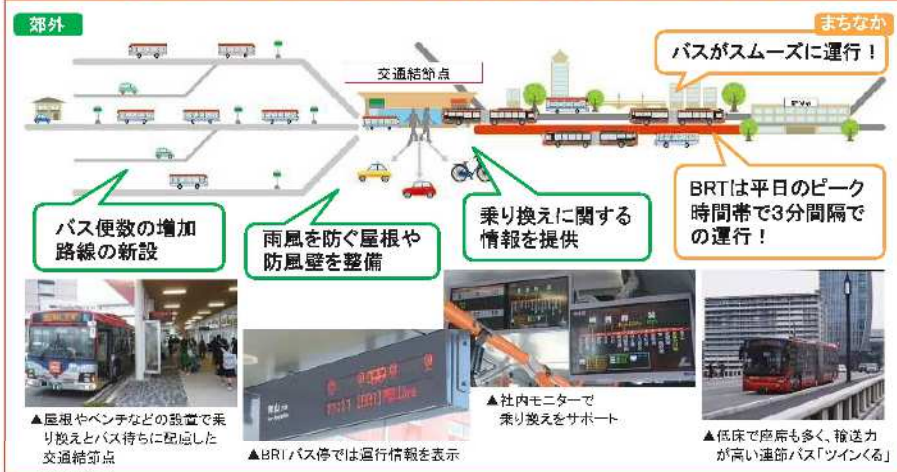 郊外
まちなか
バスがスムーズに運行！
交通結節点
BRTは平日のピーク
時間帯で3分間隔で
の運行！
バス便数の増加
路線の新設
雨風を防ぐ屋根や
防風壁を整備
乗り換えに関する
情報を提供
▲屋根やベンチなどの設置で乗
り換えとバス待ちに配慮した
交通結節点
▲BRTバス停では運行情報を表示
▲社内モニターで
乗り換えをサポート
▲低床で座席も多く、輸送力
が高い連節バス「ツインくる」